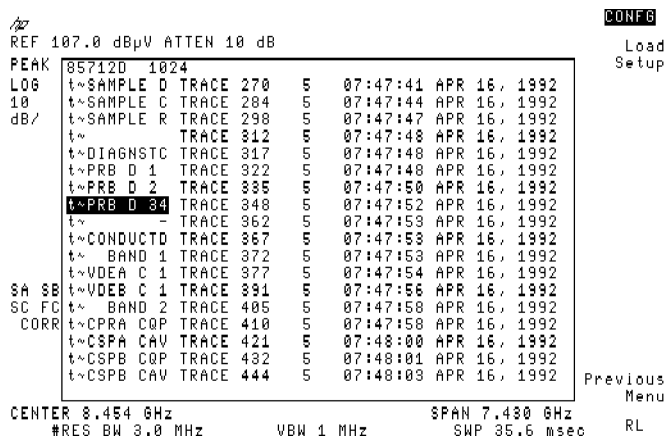 CONFG
hp
REF 107.0 dBµV ATTEN 10 dB
Load
Setup
PEAK
LOG
10
dB/
85712D 1024
t~SAMPLE D TRACE 270 5 07:47:41 APR 16, 1992
t~SAMPLE C TRACE 284 5 07:47:44 APR 16, 1992
t~SAMPLE R TRACE 298 5 07:47:47 APR 16, 1992
t~ TRACE 312 5 07:47:48 APR 16, 1992
t~DIAGNSTC TRACE 317 5 07:47:48 APR 16, 1992
t~PRB D 1 TRACE 322 5 07:47:48 APR 16, 1992
t~PRB D 2 TRACE 335 5 07:47:50 APR 16, 1992
t~PRB D 34 TRACE 348 5 07:47:52 APR 16, 1992
t~ - TRACE 362 5 07:47:53 APR 16, 1992
t~CONDUCTD TRACE 367 5 07:47:53 APR 16, 1992
t~ BAND 1 TRACE 372 5 07:47:53 APR 16, 1992
t~VDEA C 1 TRACE 377 5 07:47:54 APR 16, 1992
t~VDEB C 1 TRACE 391 5 07:47:56 APR 16, 1992
t~ BAND 2 TRACE 405 5 07:47:58 APR 16, 1992
t~CPRA CQP TRACE 410 5 07:47:58 APR 16, 1992
t~CSPA CAV TRACE 421 5 07:48:00 APR 16, 1992
t~CSPB CQP TRACE 432 5 07:48:01 APR 16, 1992
t~CSPB CAV TRACE 444 5 07:48:03 APR 16, 1992
SA SB
SC FC
CORR
Previous
Menu
CENTER 8.454 GHz SPAN 7.430 GHz
#RES BW 3.0 MHz VBW 1 MHz SWP 35.6 msec
RL